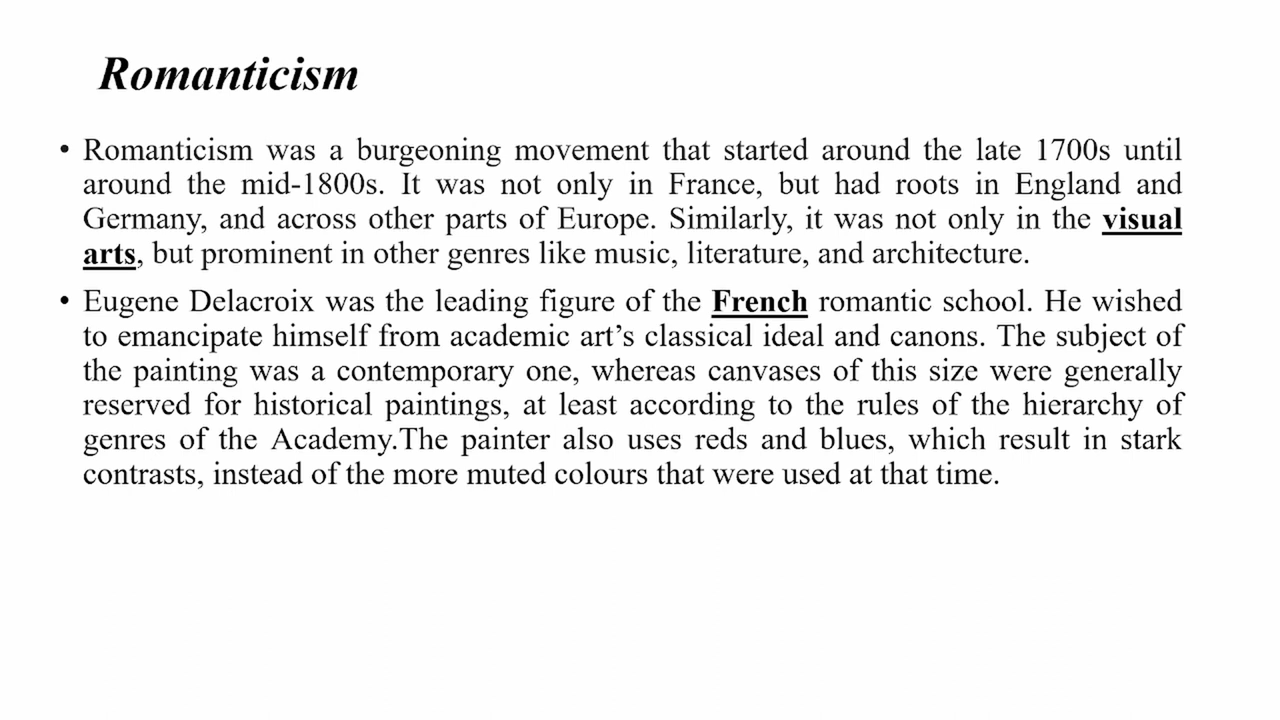 Romanticism
• Romanticism was a burgeoning movement that started around the late 1700s until
around the mid-1800s. It was not only in France, but had roots in England and
Germany, and across other parts of Europe. Similarly, it was not only in the visual
arts, but prominent in other genres like music, literature, and architecture.
• Eugene Delacroix was the leading figure of the French romantic school. He wished
to emancipate himself from academic art’s classical ideal and canons. The subject of
the painting was a contemporary one, whereas canvases of this size were generally
reserved for historical paintings, at least according to the rules of the hierarchy of
genres of the Academy.The painter also uses reds and blues, which result in stark
contrasts, instead of the more muted colours that were used at that time.